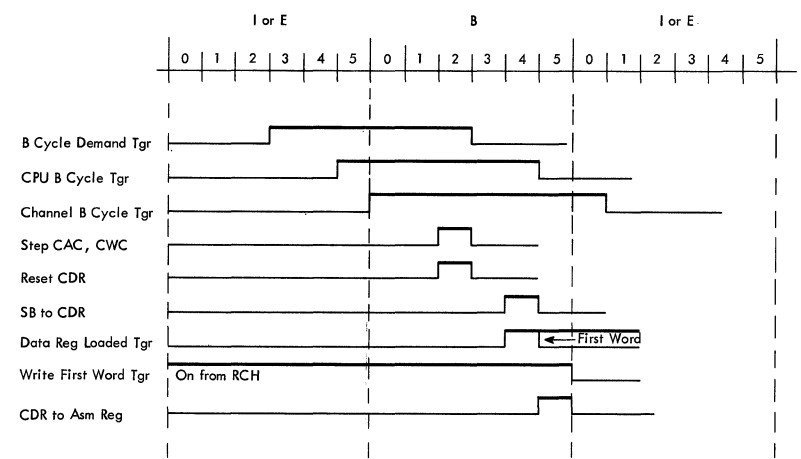 I or E B I or E
0 1 2 3 4 5 0 1 2 3 4 5 0 1 2 3 4 5
B Cycle Demand Tgr
CPU B Cycle Tgr
Channel B Cycle Tgr
Step CAC, CWC
Reset CDR
SB to CDR
Data Reg Loaded Tgr First Word
Write First Word Tgr On from RCH
CDR to Asm Reg